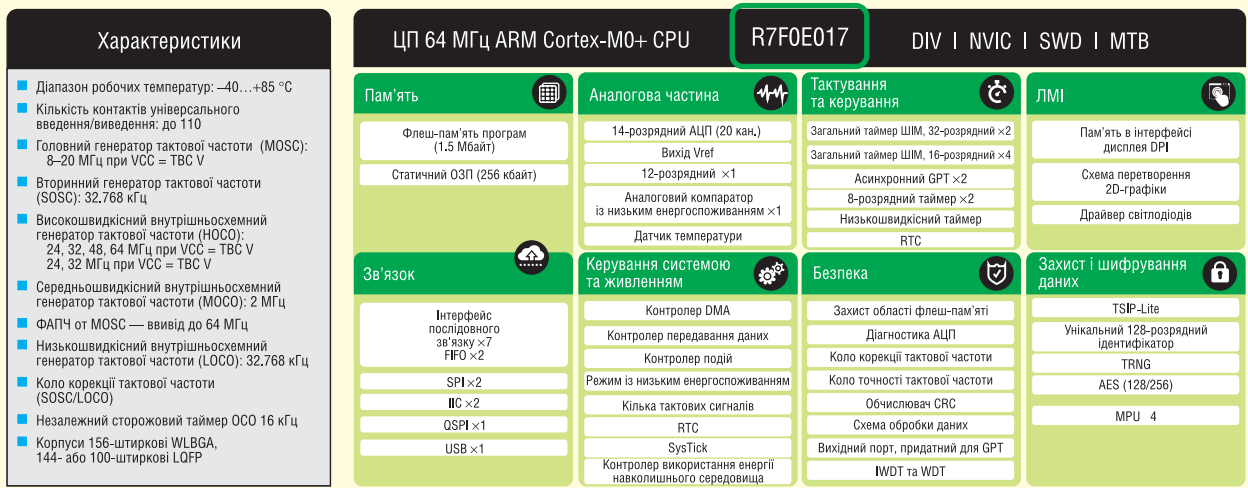 Характеристики
Діапазон робочих температур: –40…+85 °C
Кількість контактів універсального
введення/виведення: до 110
Головний генератор тактової частоти (MOSC):
8–20 МГц при VCC = TBC V
Вторинний генератор тактової частоти
(SOSC): 32.768 кГц
Високошвидкісний внутрішньосхемний
генератор тактової частоти (HOCO):
24, 32, 48, 64 МГц при VCC = TBC V
24, 32 МГц при VCC = TBC V
Середньошвидкісний внутрішньосхемний
генератор тактової частоти (MOCO): 2 МГц
ФАПЧ от MOSC — ввивід до 64 МГц
Низькошвидкісний внутрішньосхемний
генератор тактової частоти (LOCO): 32.768 кГц
Коло корекції тактової частоти
(SOSC/LOCO)
Незалежний сторожовий таймер ОСО 16 кГц
Корпуси 156-штиркові WLBGA,
144- або 100-штиркові LQFP
ЦП 64 МГц ARM Cortex-M0+ CPU
R7F0E017
DIV I NVIC I SWD I MTB
Пам'ять
Флеш-пам'ять програм
(1.5 Мбайт)
Статичний ОЗП (256 кбайт)
Аналогова частина
14-розрядний АЦП (20 кан.)
Вихід Vref
12-розрядний ×1
Аналоговий компаратор
із низьким енергоспоживанням ×1
Датчик температури
Тактування
та керування
Загальний таймер ШІМ, 32-розрядний ×2
Загальний таймер ШІМ, 16-розрядний ×4
Асинхронний GPT ×2
8-розрядний таймер ×2
Низькошвидкісний таймер
RTC
ЛМІ
Пам'ять в інтерфейсі
дисплея DPI
Схема перетворення
2D-графіки
Драйвер світлодіодів
Зв'язок
Інтерфейс
послідовного
зв'язку ×7
FIFO ×2
SPI ×2
IIC ×2
QSPI ×1
USB ×1
Керування системою
та живленням
Контролер DMA
Контролер передавання даних
Контролер подій
Режим із низьким енергоспоживанням
Кілька тактових сигналів
RTC
SysTick
Контролер використання енергії
навколишнього середовища
Безпека
Захист області флеш-пам'яті
Діагностика АЦП
Коло корекції тактової частоти
Коло точності тактової частоти
Обчислювач CRC
Схема обробки даних
Вихідний порт, придатний для GPT
IWDT та WDT
Захист і шифрування
даних
TSIP-Lite
Унікальний 128-розрядний
ідентифікатор
TRNG
AES (128/256)
MPU 4